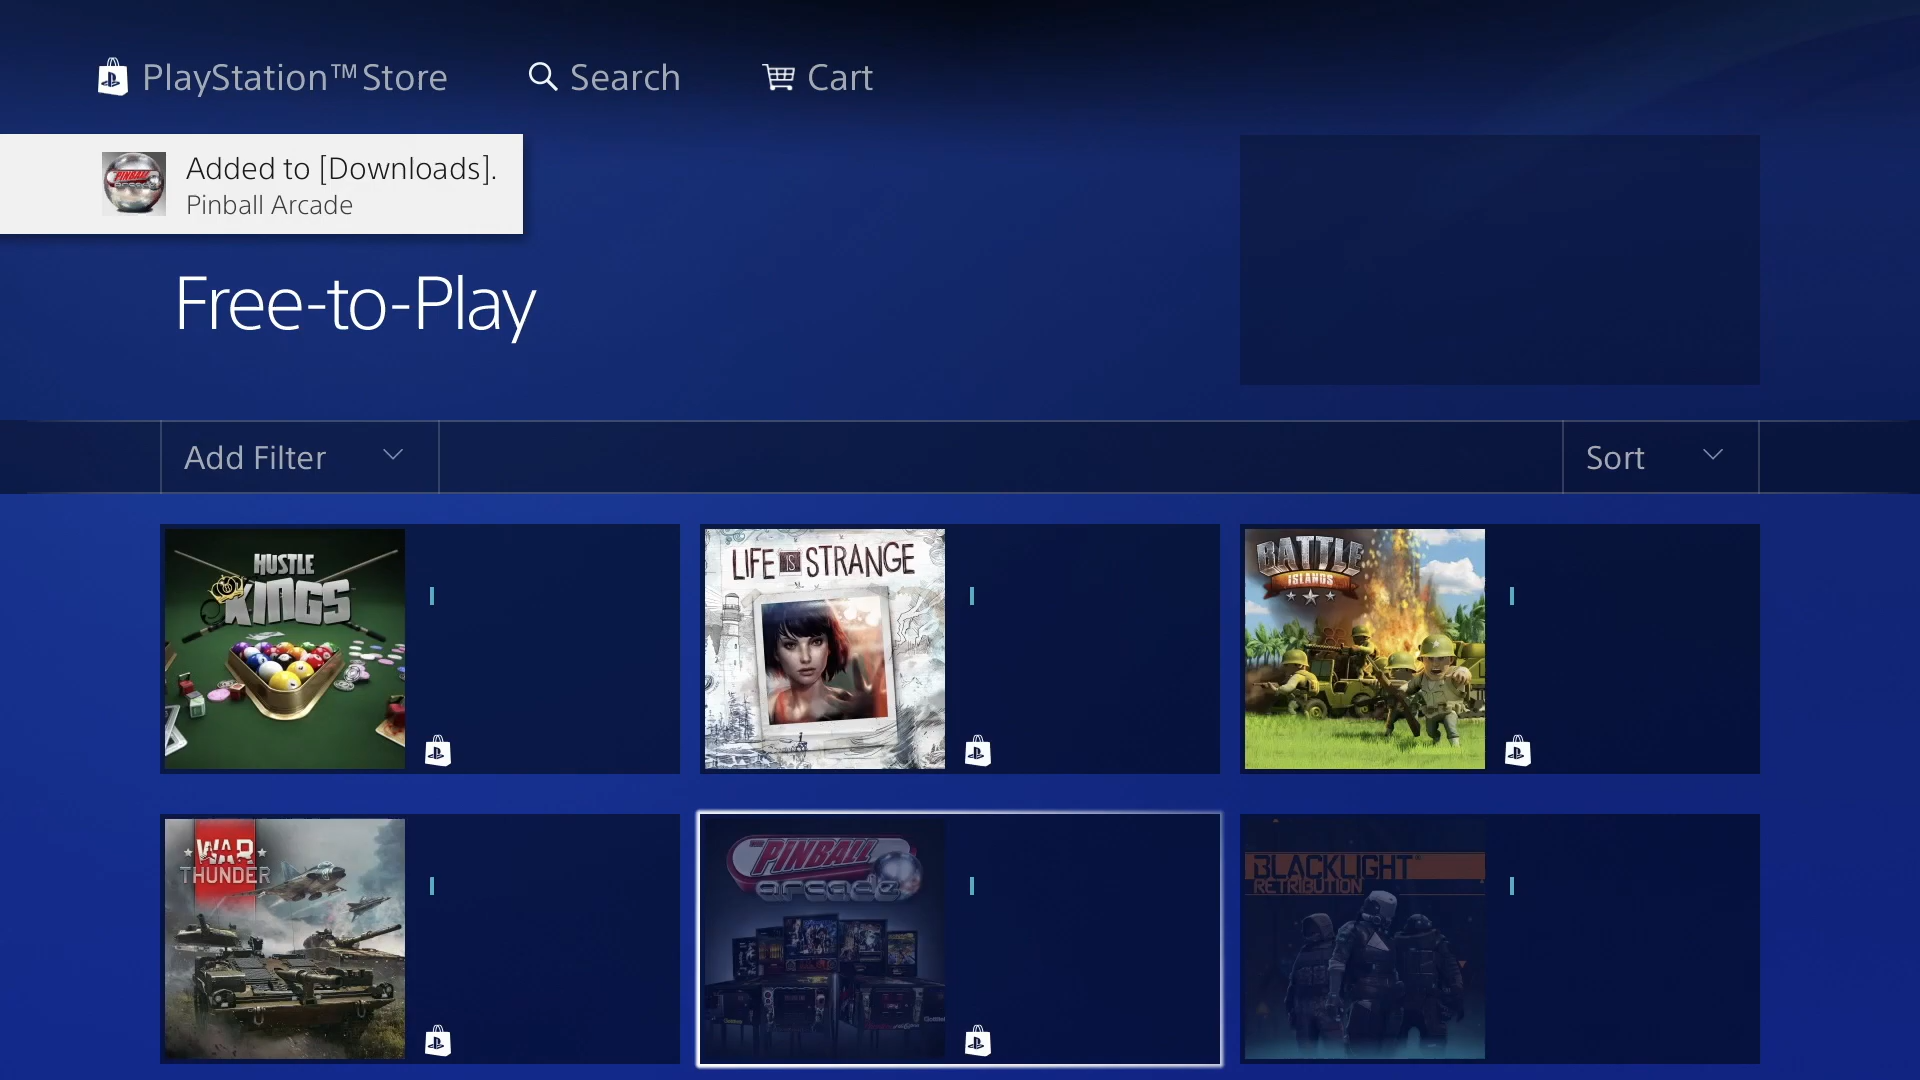 PlayStation™Store
Search
Cart
Added to [Downloads].
Pinball Arcade
Free-to-Play
Add Filter
Sort
HUSTLE
KINGS
LIFE IS STRANGE
BATTLE
ISLANDS
WAR
THUNDER
THE PINBALL
arcade
BLACKLIGHT
RETRIBUTION